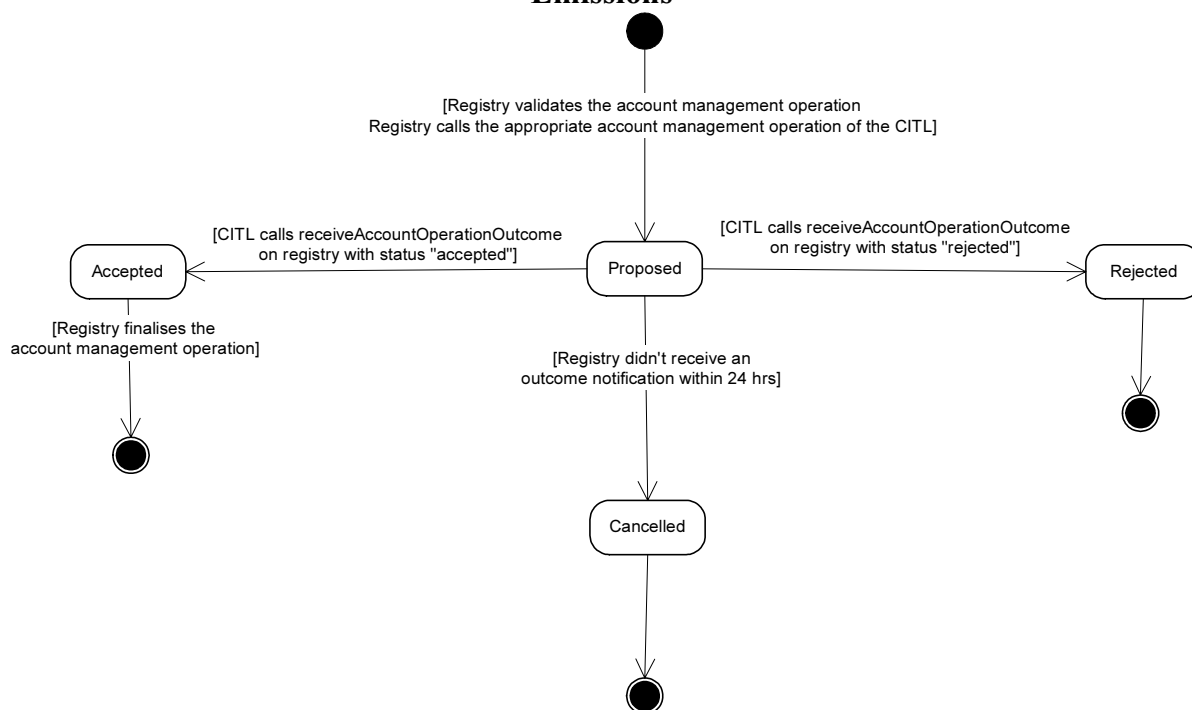 Emissions
[Registry validates the account management operation
Registry calls the appropriate account management operation of the CITL]
[CITL calls receiveAccountOperationOutcome
on registry with status "accepted"]
[CITL calls receiveAccountOperationOutcome
on registry with status "rejected"]
Accepted
Proposed
Rejected
[Registry finalises the
account management operation]
[Registry didn't receive an
outcome notification within 24 hrs]
Cancelled